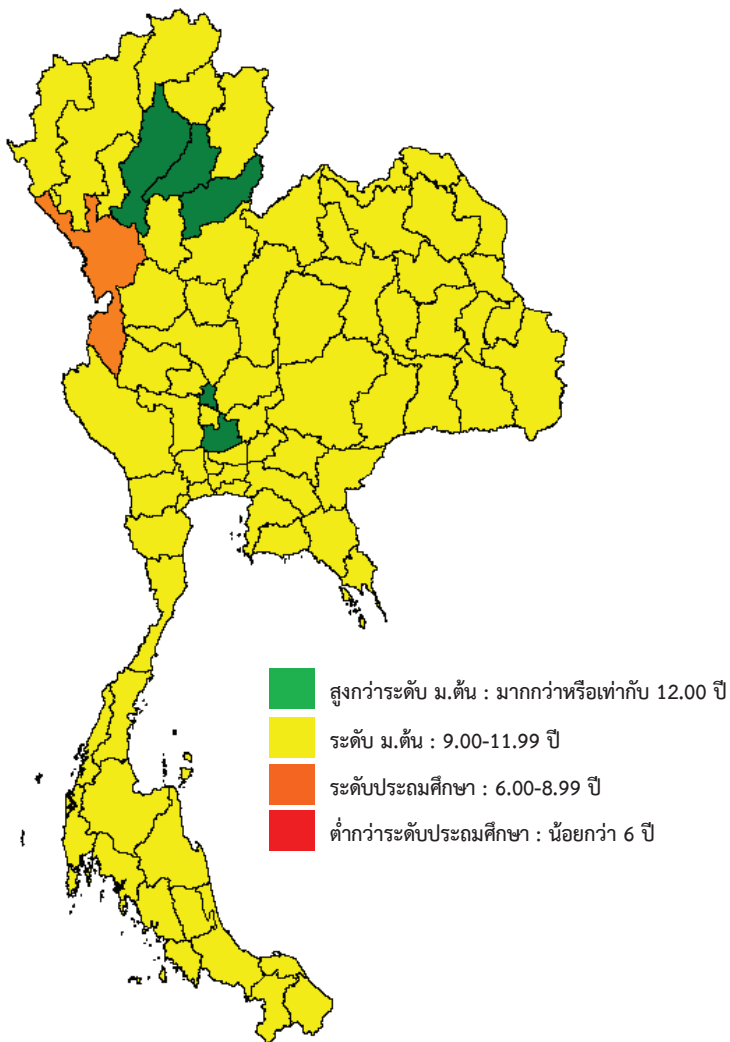 สูงกว่าระดับ ม.ต้น : มากกว่าหรือเท่ากับ 12.00 ปี
ระดับ ม.ต้น : 9.00-11.99 ปี
ระดับประถมศึกษา : 6.00-8.99 ปี
ต่ำกว่าระดับประถมศึกษา : น้อยกว่า 6 ปี